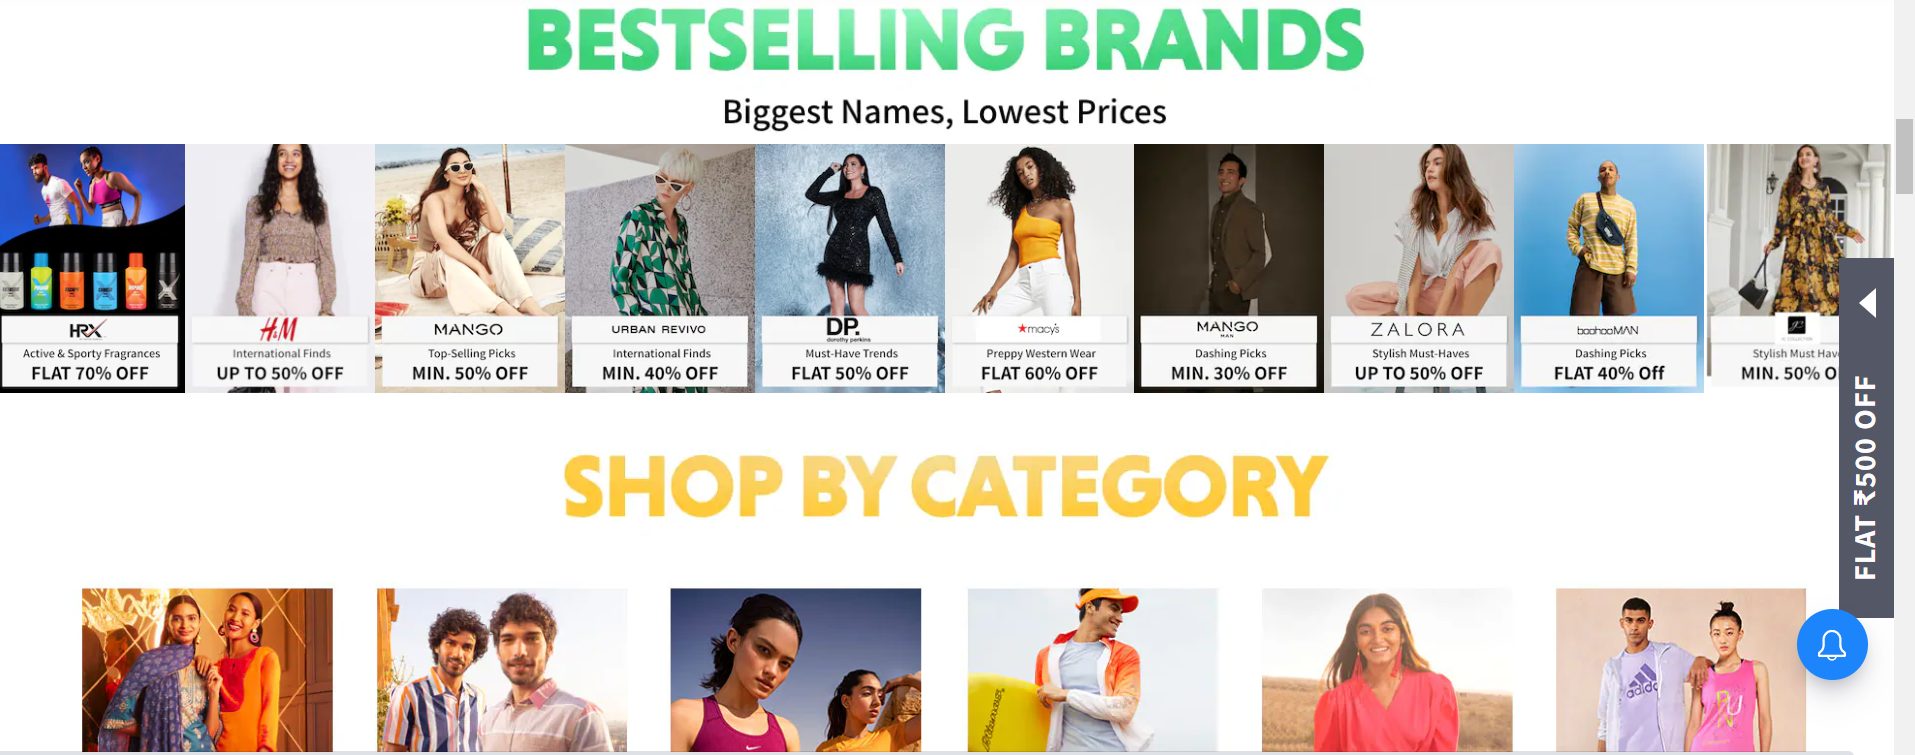 BESTSELLING BRANDS
Biggest Names, Lowest Prices
HRX
Active & Sporty Fragrances
FLAT 70% OFF
H&M
International Finds
UP TO 50% OFF
MANGO
Top-Selling Picks
MIN. 50% OFF
URBAN REVIVO
International Finds
MIN. 40% OFF
DP.
dorothy perkins
Must-Have Trends
FLAT 50% OFF
macy's
Preppy Western Wear
FLAT 60% OFF
MANGO
MAN
Dashing Picks
MIN. 30% OFF
ZALORA
Stylish Must-Haves
UP TO 50% OFF
boohooMAN
Dashing Picks
FLAT 40% Off
Stylish Must Hav
MIN. 50% O
FLAT ₹500 OFF
SHOP BY CATEGORY
adidas